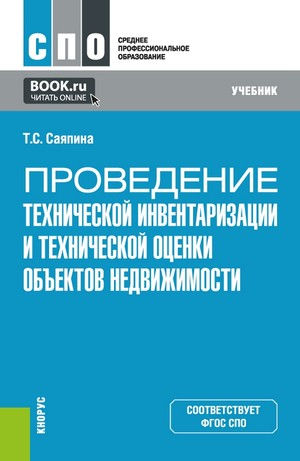 СПО
СРЕДНЕЕ
ПРОФЕССИОНАЛЬНОЕ
ОБРАЗОВАНИЕ
BOOK.ru
ЧИТАТЬ ONLINE
УЧЕБНИК
Т.С. Саяпина
ПРОВЕДЕНИЕ
ТЕХНИЧЕСКОЙ ИНВЕНТАРИЗАЦИИ
И ТЕХНИЧЕСКОЙ ОЦЕНКИ
ОБЪЕКТОВ НЕДВИЖИМОСТИ
КНОРУС
СООТВЕТСТВУЕТ
ФГОС СПО